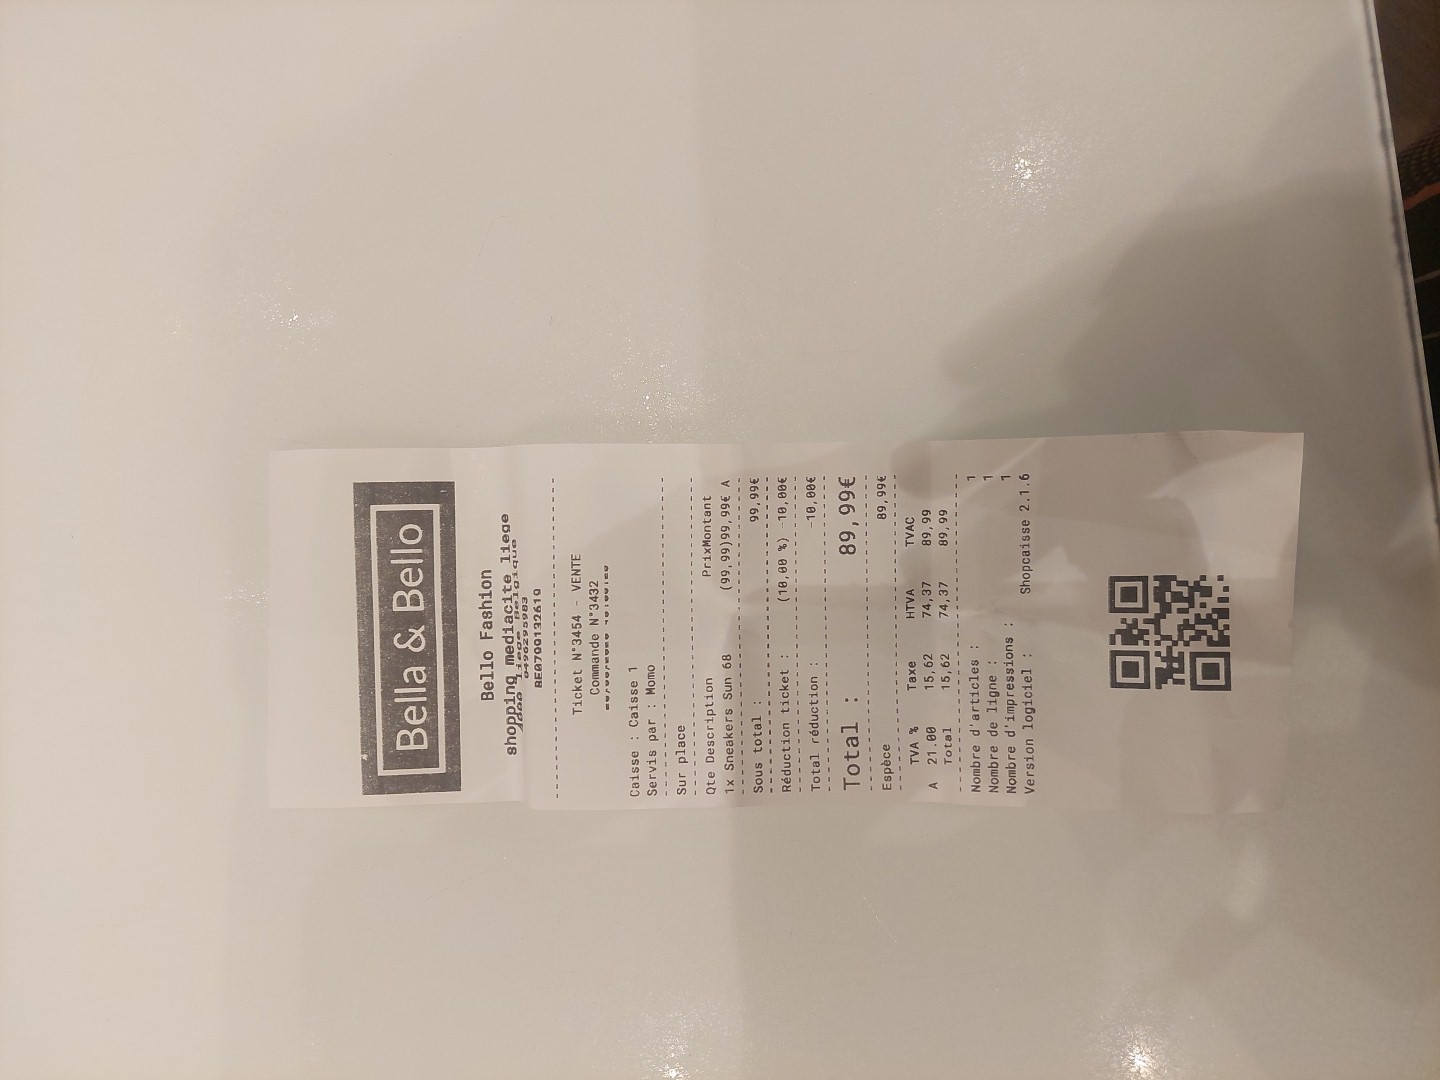 Bella & Bello
Bello Fashion
shopping mediacite liege
4000 liege Belgique
0496295983
Ticket N°3454 - VENTE
Commande N°3432
Caisse : Caisse 1
Servis par : Momo
Sur place
Qte Description PrixMontant
1x Sneakers Sun 68 (99,99)99,99€ A
Sous total : 99,99€
Réduction ticket : (10,00 %) -10,00€
Total réduction : -10,00€
Total : 89,99€
Espèce 89,99€
TVA % Taxe HTVA TVAC
A 21.00 15,62 74,37 89,99
Total 15,62 74,37 89,99
Nombre d'articles : 1
Nombre de ligne : 1
Nombre d'impressions : 1
Version logiciel : Shopcaisse 2.1.6